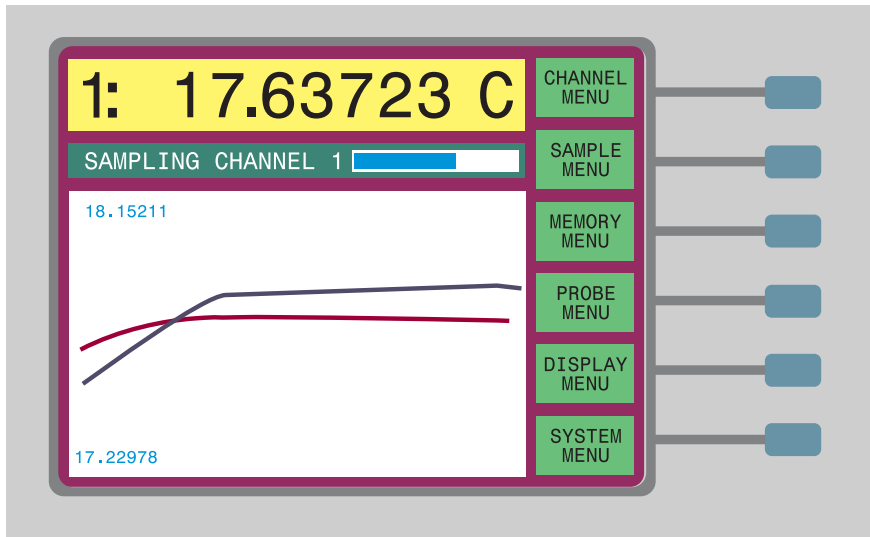 1: 17.63723 C
SAMPLING CHANNEL 1
18.15211
17.22978
CHANNEL
MENU
SAMPLE
MENU
MEMORY
MENU
PROBE
MENU
DISPLAY
MENU
SYSTEM
MENU